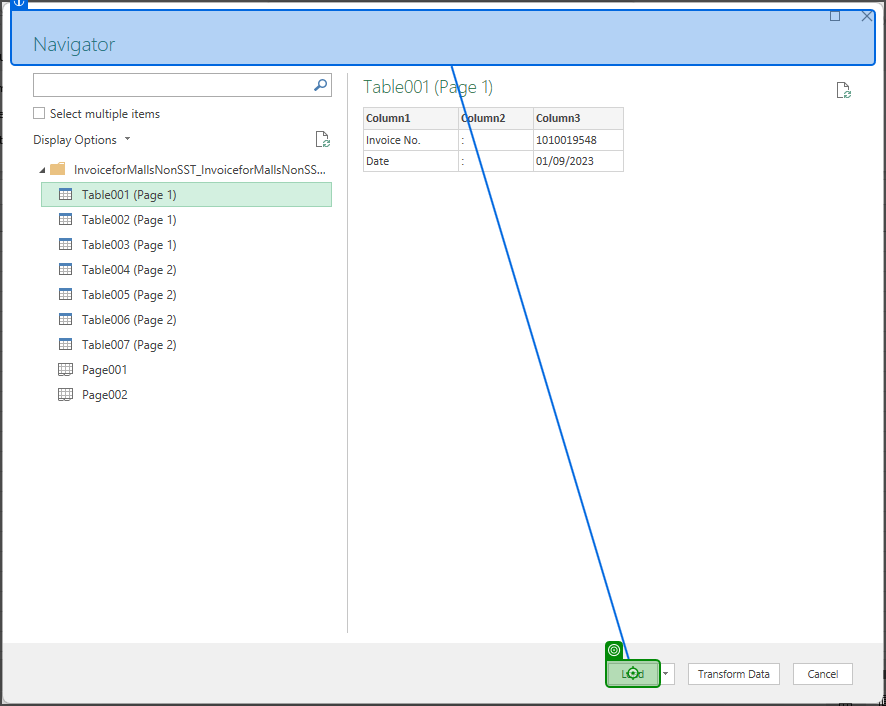 Navigator
Select multiple items
Display Options
InvoiceforMallsNonSST_InvoiceforMallsNonSS...
Table001 (Page 1)
Table002 (Page 1)
Table003 (Page 1)
Table004 (Page 2)
Table005 (Page 2)
Table006 (Page 2)
Table007 (Page 2)
Page001
Page002
Table001 (Page 1)
Column1 Column2 Column3
Invoice No. : 1010019548
Date : 01/09/2023
Load
Transform Data
Cancel